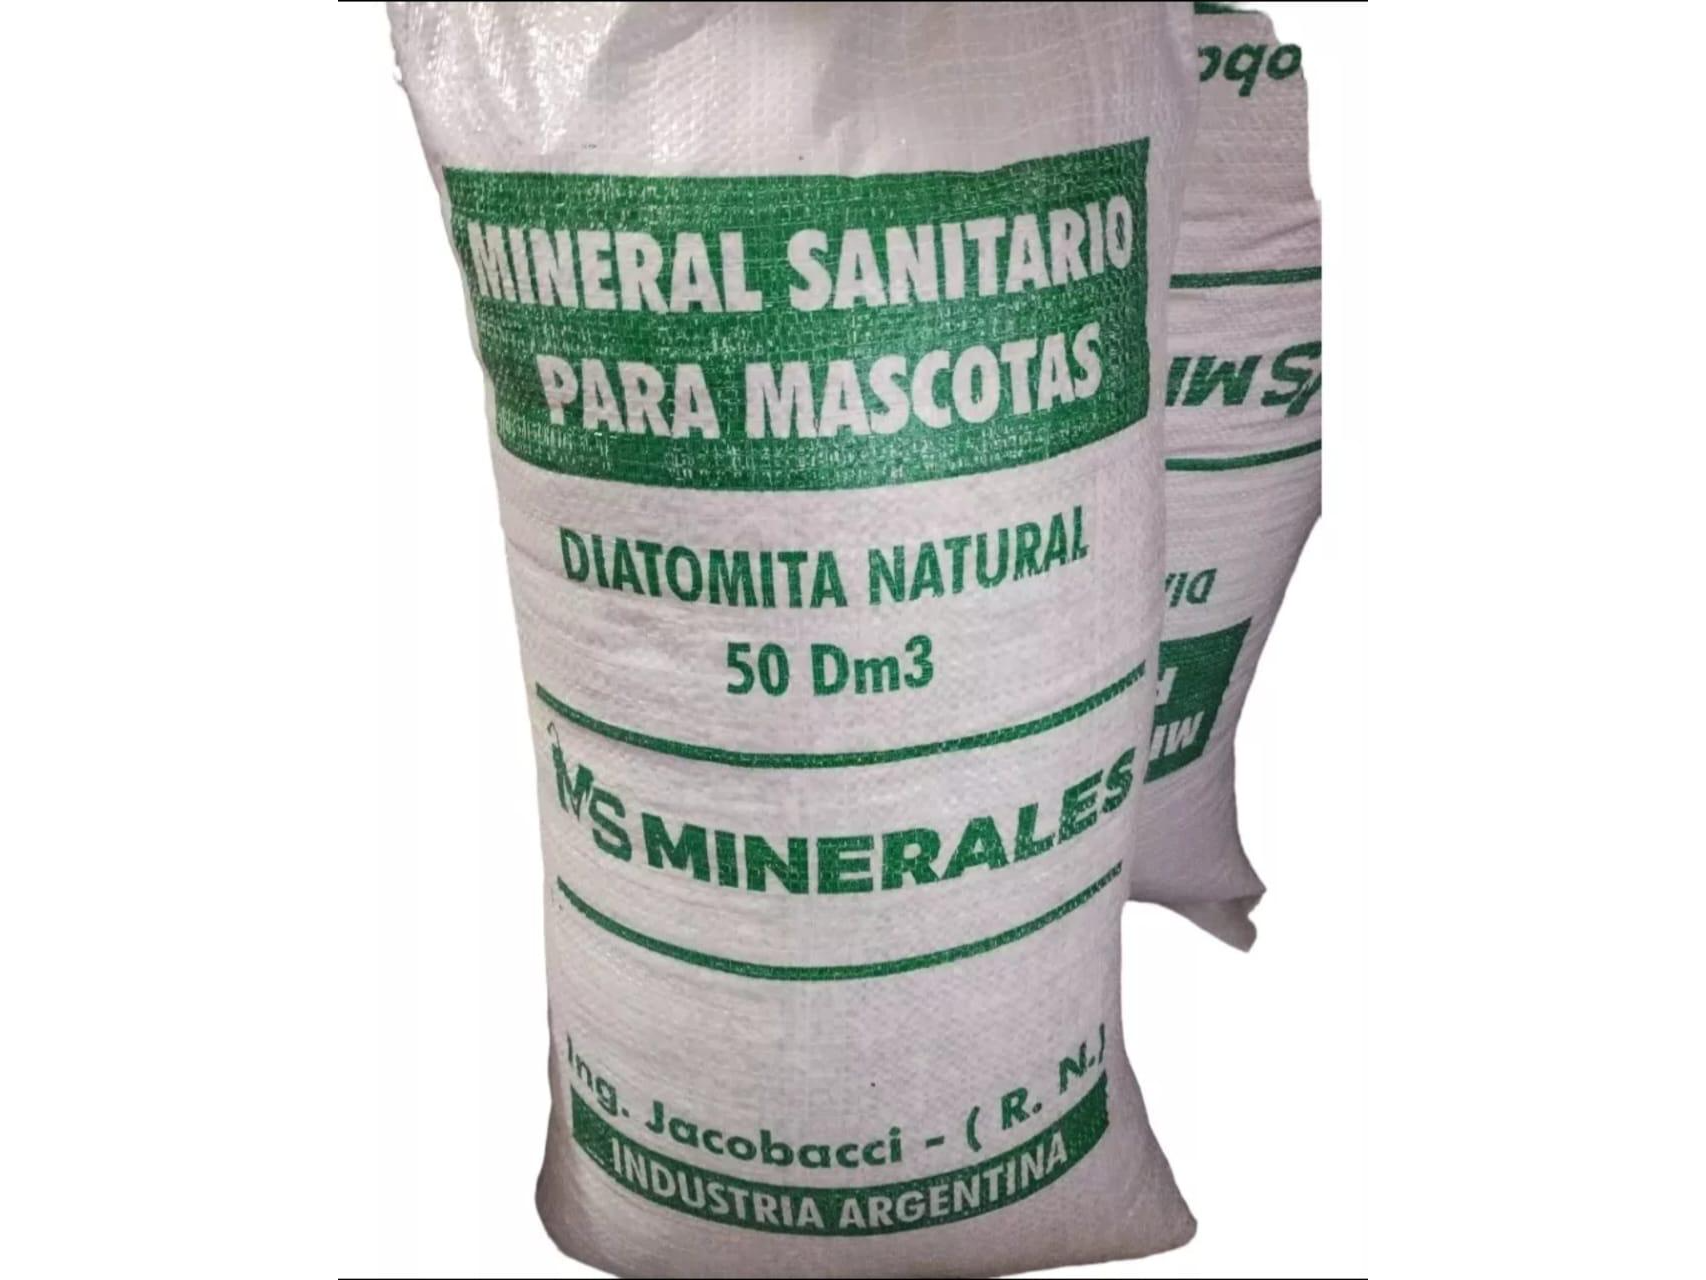 MINERAL SANITARIO
PARA MASCOTAS
DIATOMITA NATURAL
50 Dm3
MS MINERALES
Ing. Jacobacci - ( R. N.)
INDUSTRIA ARGENTINA